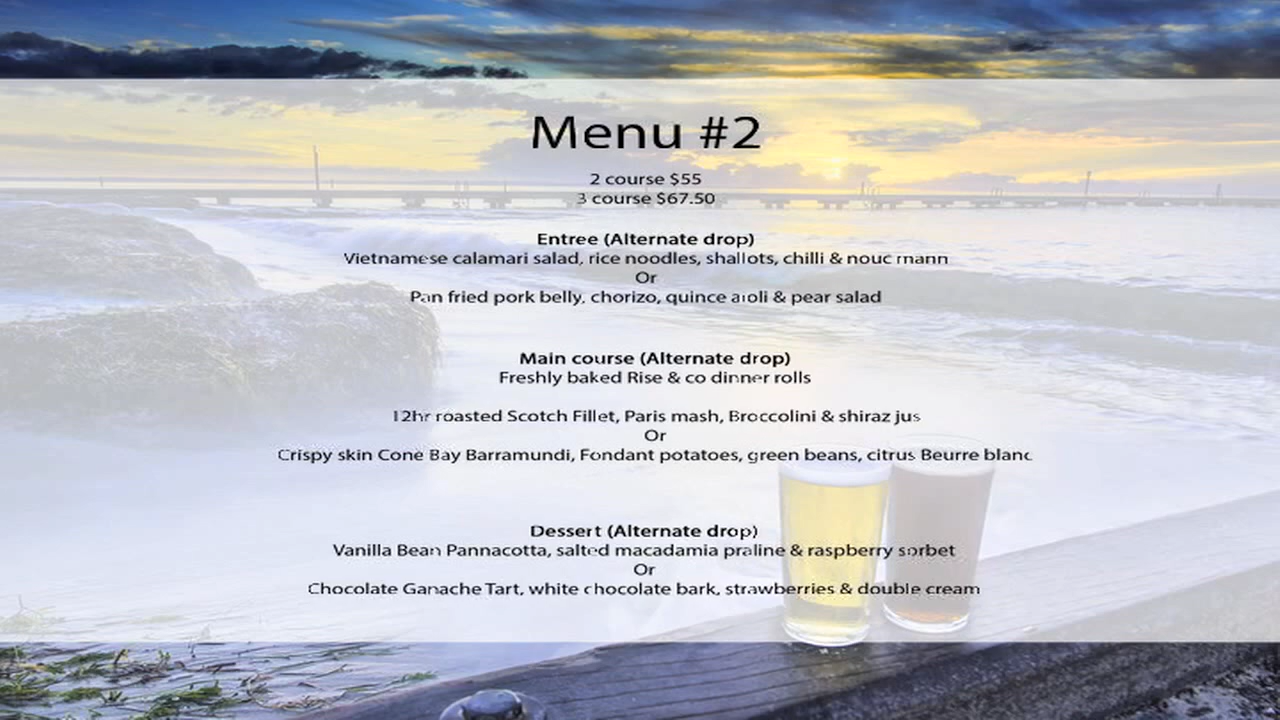 Menu #2
2 course $55
3 course $67.50
Entree (Alternate drop)
Vietnamese calamari salad, rice noodles, shallots, chilli & nouc mann
Or
Pan fried pork belly, chorizo, quince aioli & pear salad
Main course (Alternate drop)
Freshly baked Rise & co dinner rolls
12hr roasted Scotch Fillet, Paris mash, Broccolini & shiraz jus
Or
Crispy skin Cone Bay Barramundi, Fondant potatoes, green beans, citrus Beurre blanc
Dessert (Alternate drop)
Vanilla Bean Pannacotta, salted macadamia praline & raspberry sorbet
Or
Chocolate Ganache Tart, white chocolate bark, strawberries & double cream